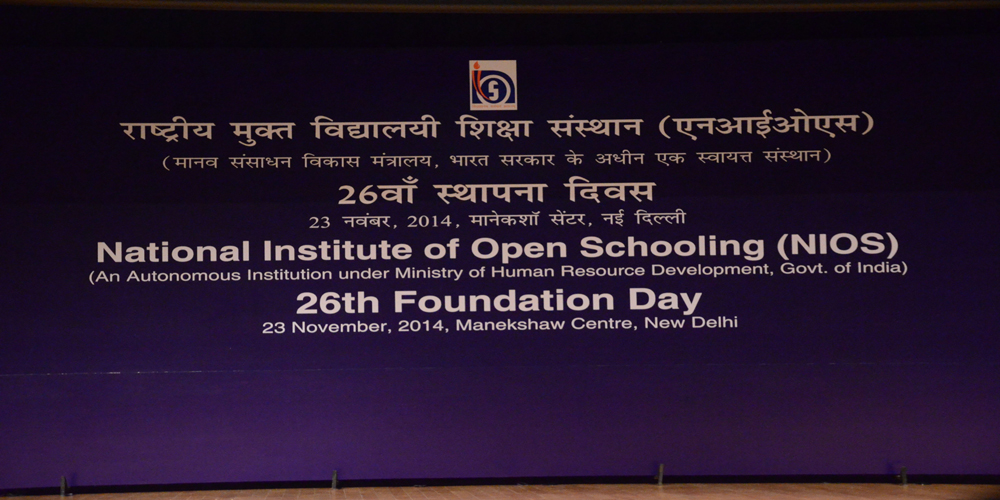 राष्ट्रीय मुक्त विद्यालयी शिक्षा संस्थान (एनआईओएस)
(मानव संसाधन विकास मंत्रालय, भारत सरकार के अधीन एक स्वायत्त संस्थान)
26वाँ स्थापना दिवस
23 नवंबर, 2014, मानेकशॉ सेंटर, नई दिल्ली
National Institute of Open Schooling (NIOS)
(An Autonomous Institution under Ministry of Human Resource Development, Govt. of India)
26th Foundation Day
23 November, 2014, Manekshaw Centre, New Delhi